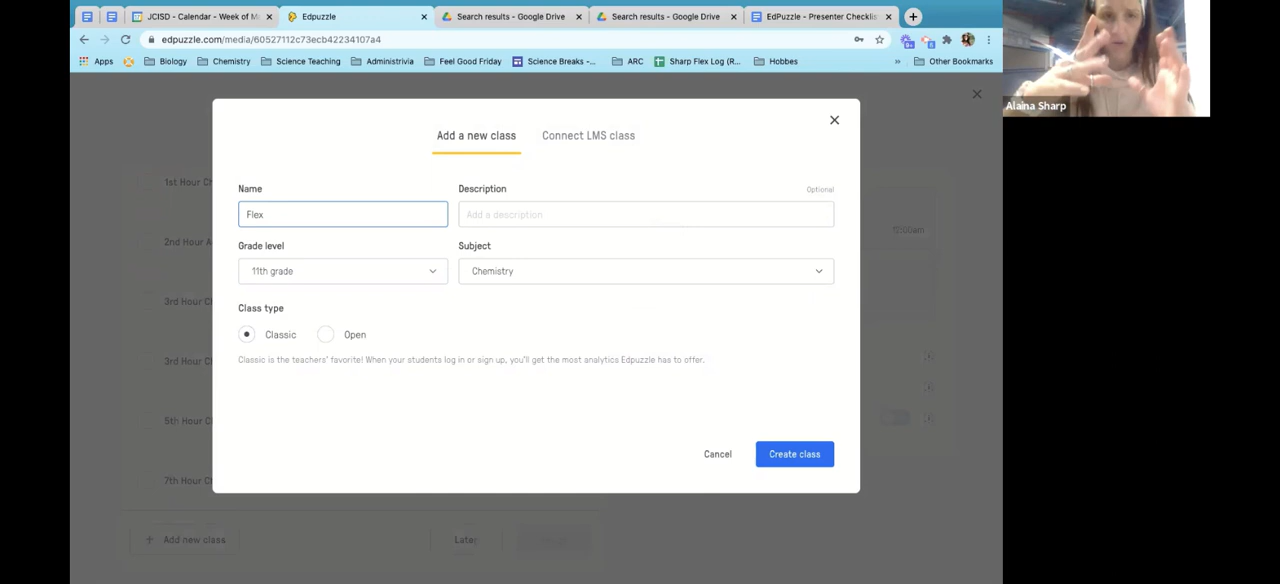 JCISD - Calendar - Week of M
Edpuzzle
Search results - Google Drive
Search results - Google Drive
EdPuzzle - Presenter Checklis
edpuzzle.com/media/60527112c73ecb42234107a4
Apps
Biology
Chemistry
Science Teaching
Administrivia
Feel Good Friday
Science Breaks -...
ARC
Sharp Flex Log (R...
Hobbes
»
Other Bookmarks
Alaina Sharp
Add a new class
Connect LMS class
Name
Description
Optional
Flex
Add a description
Grade level
Subject
11th grade
Chemistry
Class type
Classic
Open
Classic is the teachers' favorite! When your students log in or sign up, you'll get the most analytics Edpuzzle has to offer.
Cancel
Create class
1st Hour Ch
2nd Hour A
3rd Hour C
3rd Hour C
5th Hour C
7th Hour C
+ Add new class
Later